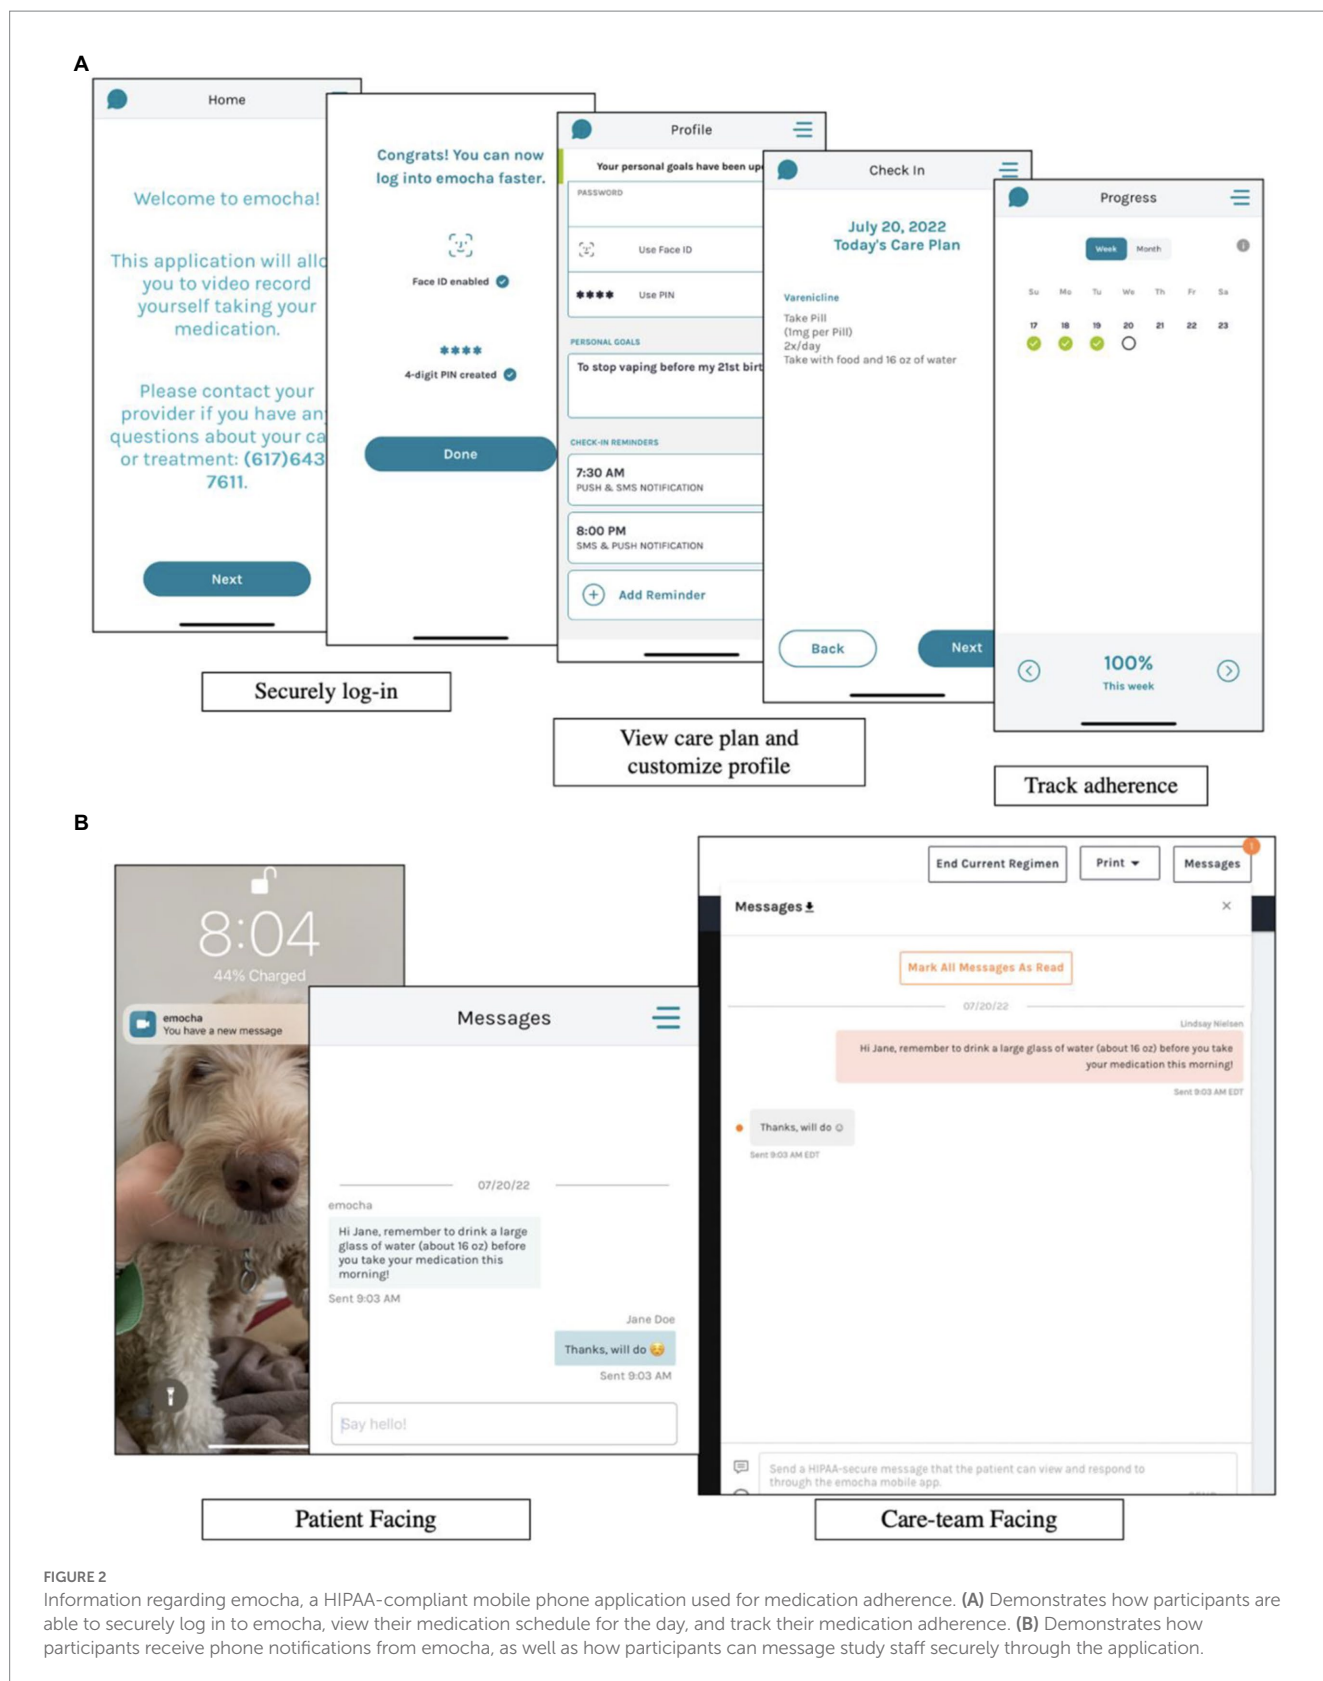 A
Home
Welcome to emocha!
This application will allo
you to video record
yourself taking your
medication.
Please contact your
provider if you have any
questions about your ca
or treatment: (617)643
7611.
Next
Congrats! You can now
log into emocha faster.
Face ID enabled
****
4-digit PIN created
Done
Profile
Your personal goals have been up
PASSWORD
Use Face ID
**** Use PIN
PERSONAL GOALS
To stop vaping before my 21st birt
CHECK-IN REMINDERS
7:30 AM
PUSH & SMS NOTIFICATION
8:00 PM
SMS & PUSH NOTIFICATION
Add Reminder
Check In
July 20, 2022
Today's Care Plan
Varenicline
Take Pill
(1mg per Pill)
2x/day
Take with food and 16 oz of water
Back Next
Progress
Week Month
Su Mo Tu We Th Fr Sa
17 18 19 20 21 22 23
100%
This week
Securely log-in
View care plan and
customize profile
Track adherence
B
8:04
44% Charged
emocha
You have a new message
Messages
07/20/22
emocha
Hi Jane, remember to drink a large
glass of water (about 16 oz) before
you take your medication this
morning!
Sent 9:03 AM
Jane Doe
Thanks, will do 😊
Sent 9:03 AM
Say hello!
End Current Regimen Print Messages
1
Messages
Mark All Messages As Read
07/20/22
Lindsay Nielsen
Hi Jane, remember to drink a large glass of water (about 16 oz) before you take
your medication this morning!
Sent 9:03 AM EDT
Thanks, will do ☺
Sent 9:03 AM EDT
Send a HIPAA-secure message that the patient can view and respond to
through the emocha mobile app.
Patient Facing
Care-team Facing
FIGURE 2
Information regarding emocha, a HIPAA-compliant mobile phone application used for medication adherence. (A) Demonstrates how participants are
able to securely log in to emocha, view their medication schedule for the day, and track their medication adherence. (B) Demonstrates how
participants receive phone notifications from emocha, as well as how participants can message study staff securely through the application.